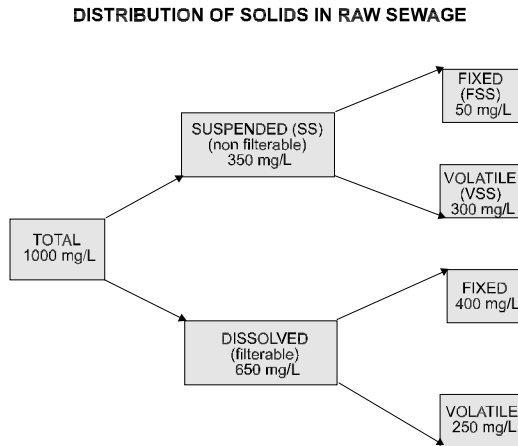 DISTRIBUTION OF SOLIDS IN RAW SEWAGE
FIXED
(FSS)
50 mg/L
SUSPENDED (SS)
(non filterable)
350 mg/L
VOLATILE
(VSS)
300 mg/L
TOTAL
1000 mg/L
FIXED
400 mg/L
DISSOLVED
(filterable)
650 mg/L
VOLATILE
250 mg/L